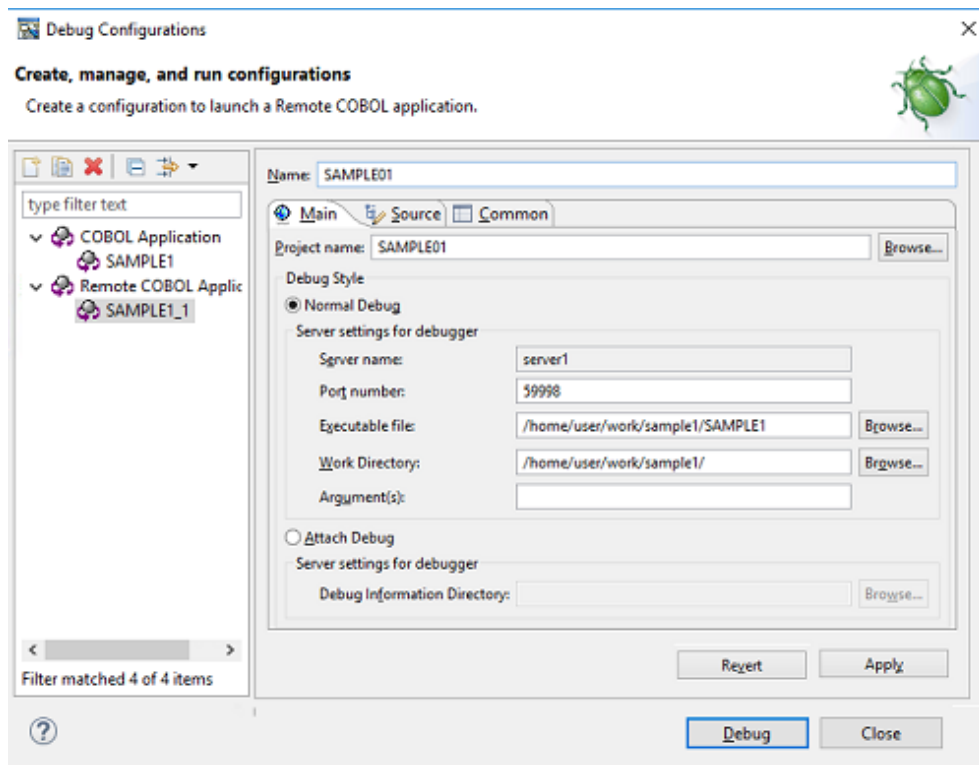 Debug Configurations
Create, manage, and run configurations
Create a configuration to launch a Remote COBOL application.
type filter text
COBOL Application
SAMPLE1
Remote COBOL Applic
SAMPLE1_1
Filter matched 4 of 4 items
Name: SAMPLE01
Main Source Common
Project name: SAMPLE01 Browse...
Debug Style
Normal Debug
Server settings for debugger
Server name: server1
Port number: 59998
Executable file: /home/user/work/sample1/SAMPLE1 Browse...
Work Directory: /home/user/work/sample1/ Browse...
Argument(s):
Attach Debug
Server settings for debugger
Debug Information Directory: Browse...
Revert Apply
Debug Close